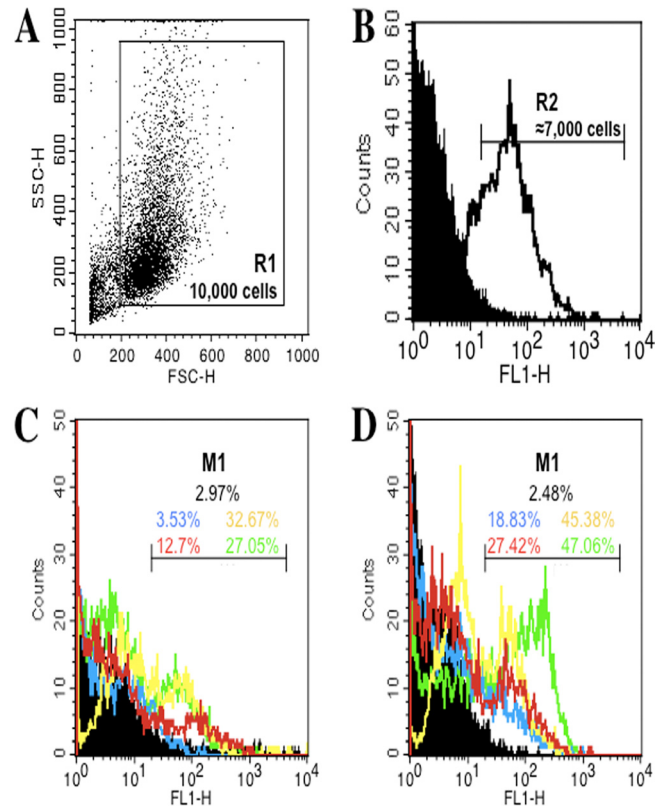 A
SSC-H
1000
800
600
400
200
0
R1
10,000 cells
0 200 400 600 800 1000
FSC-H
B
Counts
60
50
40
30
20
10
0
R2
≈7,000 cells
10^0 10^1 10^2 10^3 10^4
FL1-H
C
Counts
50
40
30
20
10
0
M1
2.97%
3.53% 32.67%
12.7% 27.05%
10^0 10^1 10^2 10^3 10^4
FL1-H
D
Counts
50
40
30
20
10
0
M1
2.48%
18.83% 45.38%
27.42% 47.06%
10^0 10^1 10^2 10^3 10^4
FL1-H